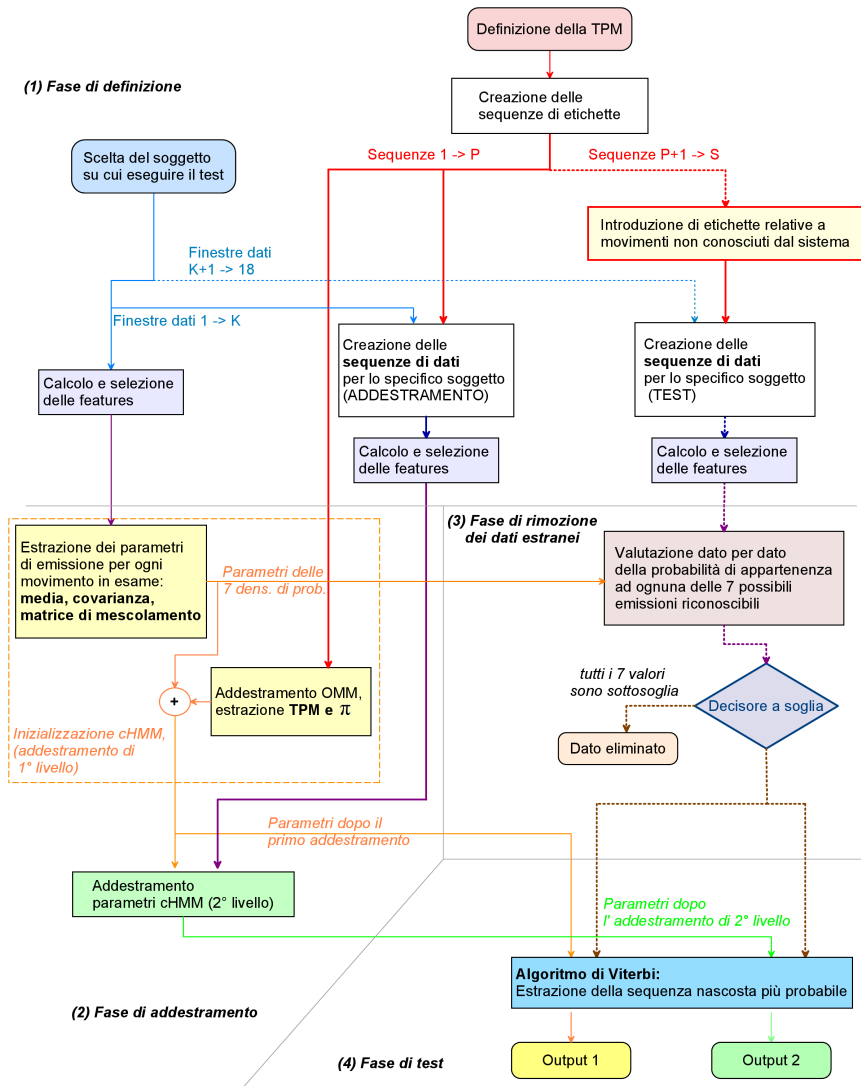 Definizione della TPM
(1) Fase di definizione
Creazione delle
sequenze di etichette
Scelta del soggetto
su cui eseguire il test
Sequenze 1 -> P
Sequenze P+1 -> S
Introduzione di etichette relative a
movimenti non conosciuti dal sistema
Finestre dati
K+1 -> 18
Finestre dati 1 -> K
Creazione delle
sequenze di dati
per lo specifico soggetto
(ADDESTRAMENTO)
Creazione delle
sequenze di dati
per lo specifico soggetto
(TEST)
Calcolo e selezione
delle features
Calcolo e selezione
delle features
Calcolo e selezione
delle features
(3) Fase di rimozione
dei dati estranei
Estrazione dei parametri
di emissione per ogni
movimento in esame:
media, covarianza,
matrice di mescolamento
Parametri delle
7 dens. di prob.
Valutazione dato per dato
della probabilità di appartenenza
ad ognuna delle 7 possibili
emissioni riconoscibili
Addestramento OMM,
estrazione TPM e π
+
Inizializzazione cHMM,
(addestramento di
1° livello)
tutti i 7 valori
sono sottosoglia
Decisore a soglia
Dato eliminato
Parametri dopo il
primo addestramento
Addestramento
parametri cHMM (2° livello)
Parametri dopo
l' addestramento di 2° livello
Algoritmo di Viterbi:
Estrazione della sequenza nascosta più probabile
(2) Fase di addestramento
(4) Fase di test
Output 1
Output 2